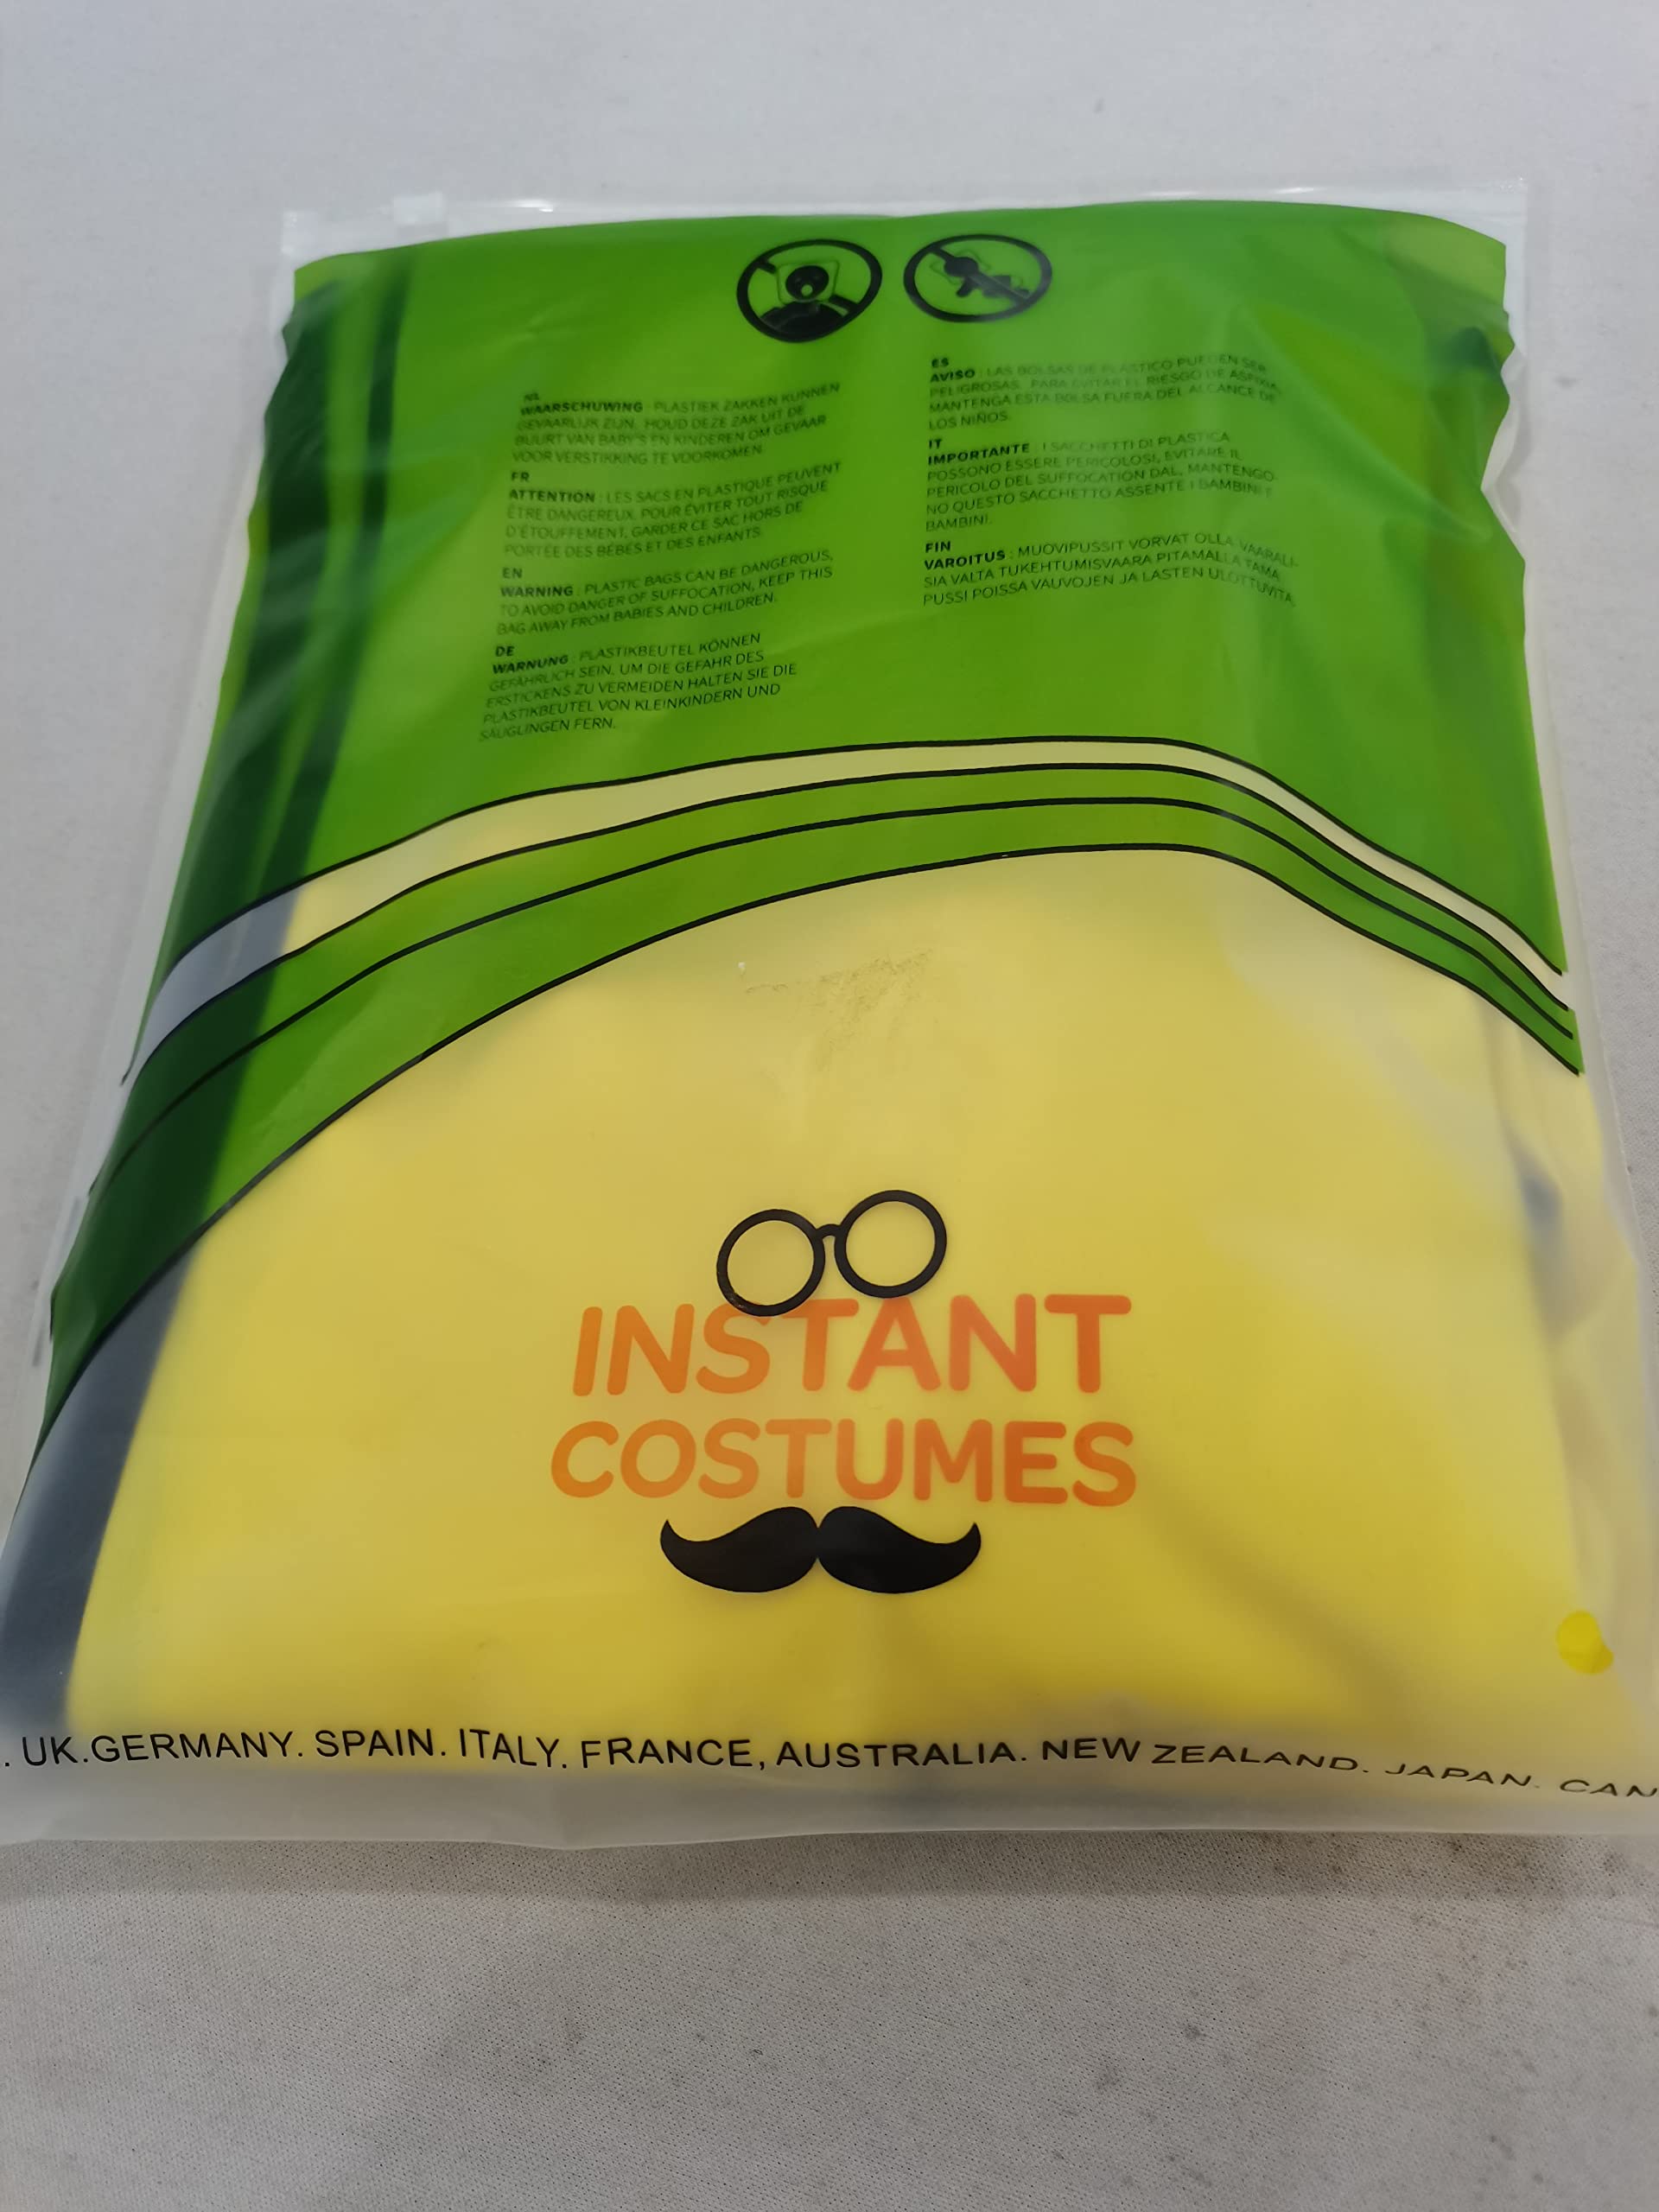 NL
WAARSCHUWING : PLASTIEK ZAKKEN KUNNEN
GEVAARLIJK ZIJN. HOUD DEZE ZAK UIT DE
BUURT VAN BABY'S EN KINDEREN OM GEVAAR
VOOR VERSTIKKING TE VOORKOMEN.
FR
ATTENTION : LES SACS EN PLASTIQUE PEUVENT
ÊTRE DANGEREUX. POUR ÉVITER TOUT RISQUE
D'ÉTOUFFEMENT, GARDER CE SAC HORS DE
PORTÉE DES BÉBÉS ET DES ENFANTS.
EN
WARNING : PLASTIC BAGS CAN BE DANGEROUS,
TO AVOID DANGER OF SUFFOCATION, KEEP THIS
BAG AWAY FROM BABIES AND CHILDREN.
DE
WARNUNG : PLASTIKBEUTEL KÖNNEN
GEFÄHRLICH SEIN. UM DIE GEFAHR DES
ERSTICKENS ZU VERMEIDEN HALTEN SIE DIE
PLASTIKBEUTEL VON KLEINKINDERN UND
SÄUGLINGEN FERN.
ES
AVISO : LAS BOLSAS DE PLASTICO PUEDEN SER
PELIGROSAS. PARA EVITAR EL RIESGO DE ASFIXIA,
MANTENGA ESTA BOLSA FUERA DEL ALCANCE DE
LOS NIÑOS.
IT
IMPORTANTE : I SACCHETTI DI PLASTICA
POSSONO ESSERE PERICOLOSI, EVITARE IL
PERICOLO DEL SUFFOCATION DAL, MANTENGO
NO QUESTO SACCHETTO ASSENTE I BAMBINI E
BAMBINI.
FIN
VAROITUS : MUOVIPUSSIT VORVAT OLLA VAARALI-
SIA VALTA TUKEHTUMISVAARA PITAMALLA TAMA
PUSSI POISSA VAUVOJEN JA LASTEN ULOTTUVITA.
INSTANT
COSTUMES
. UK.GERMANY. SPAIN. ITALY. FRANCE, AUSTRALIA. NEW ZEALAND. JAPAN. CAN